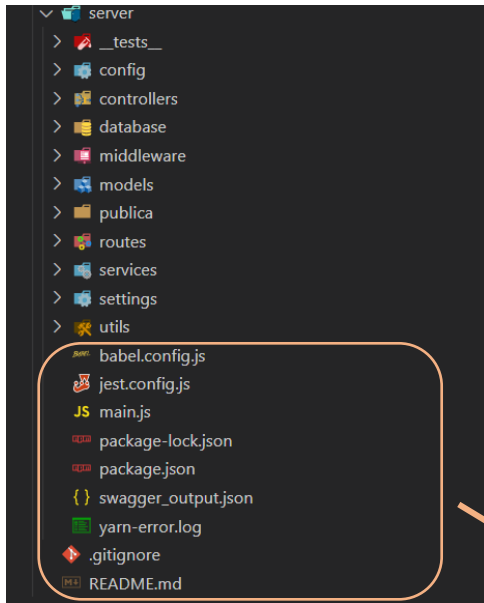 server
__tests__
config
controllers
database
middleware
models
publica
routes
services
settings
utils
babel.config.js
jest.config.js
JS main.js
package-lock.json
package.json
{ } swagger_output.json
yarn-error.log
.gitignore
README.md